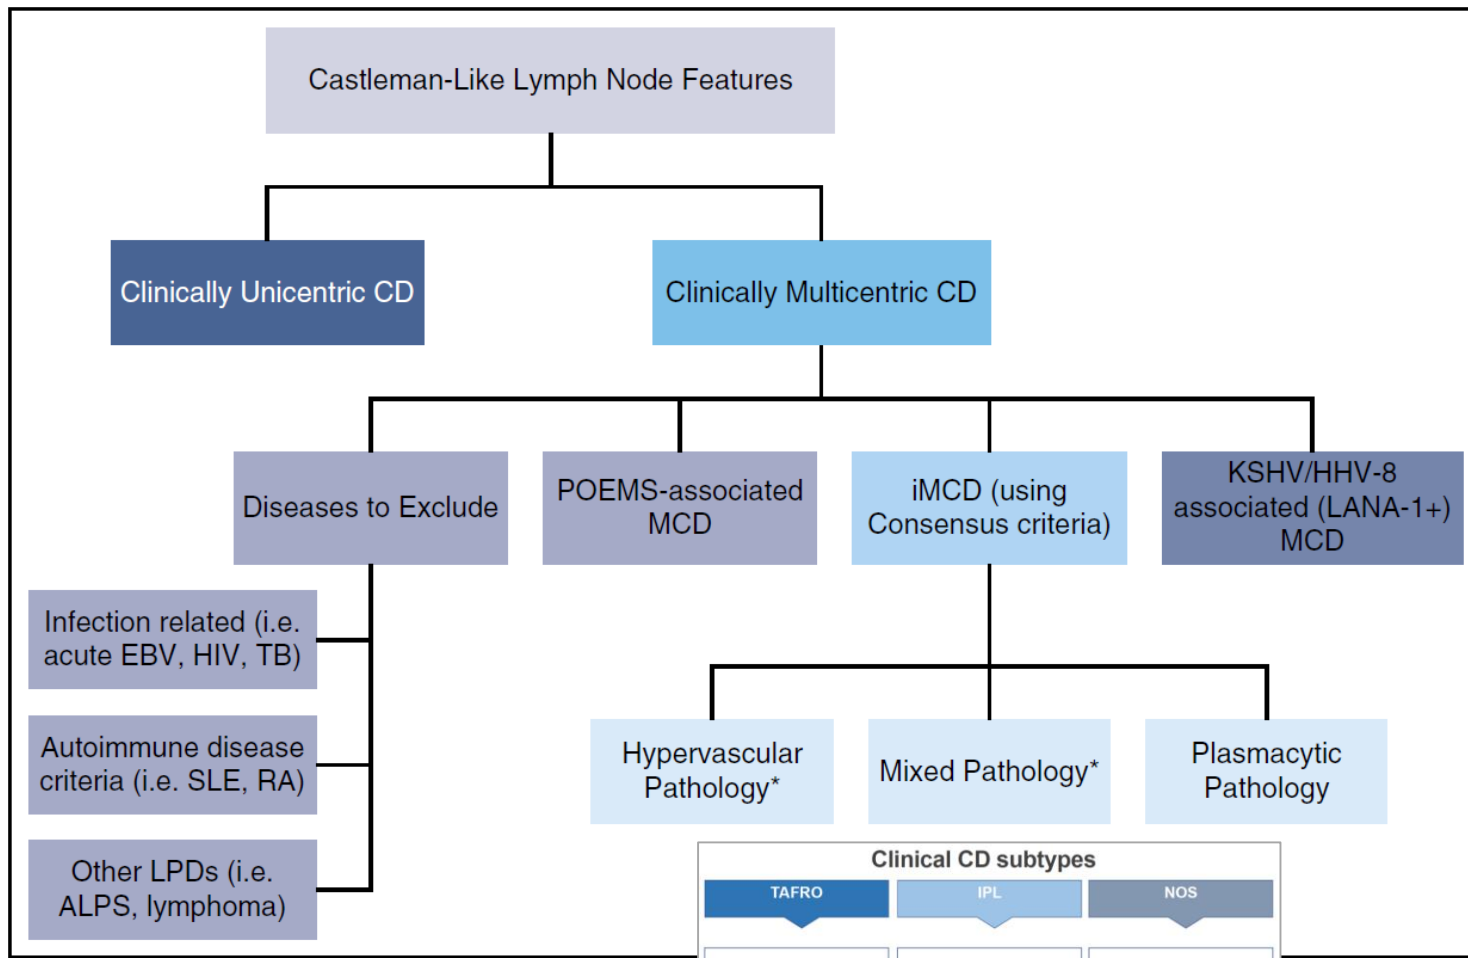 Castleman-Like Lymph Node Features
Clinically Unicentric CD
Clinically Multicentric CD
Diseases to Exclude
POEMS-associated
MCD
iMCD (using
Consensus criteria)
KSHV/HHV-8
associated (LANA-1+)
MCD
Infection related (i.e.
acute EBV, HIV, TB)
Autoimmune disease
criteria (i.e. SLE, RA)
Other LPDs (i.e.
ALPS, lymphoma)
Hypervascular
Pathology*
Mixed Pathology*
Plasmacytic
Pathology
Clinical CD subtypes
TAFRO
IPL
NOS